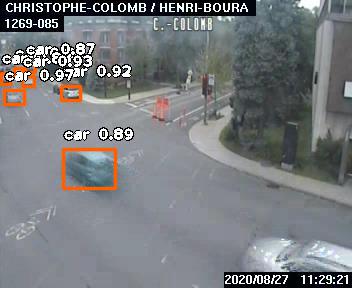 CHRISTOPHE-COLOMB / HENRI-BOURA
1269-085
C.-COLOMB
car 0.87
car 0.93
car 0.97
car 0.92
car 0.89
2020/08/27 11:29:21